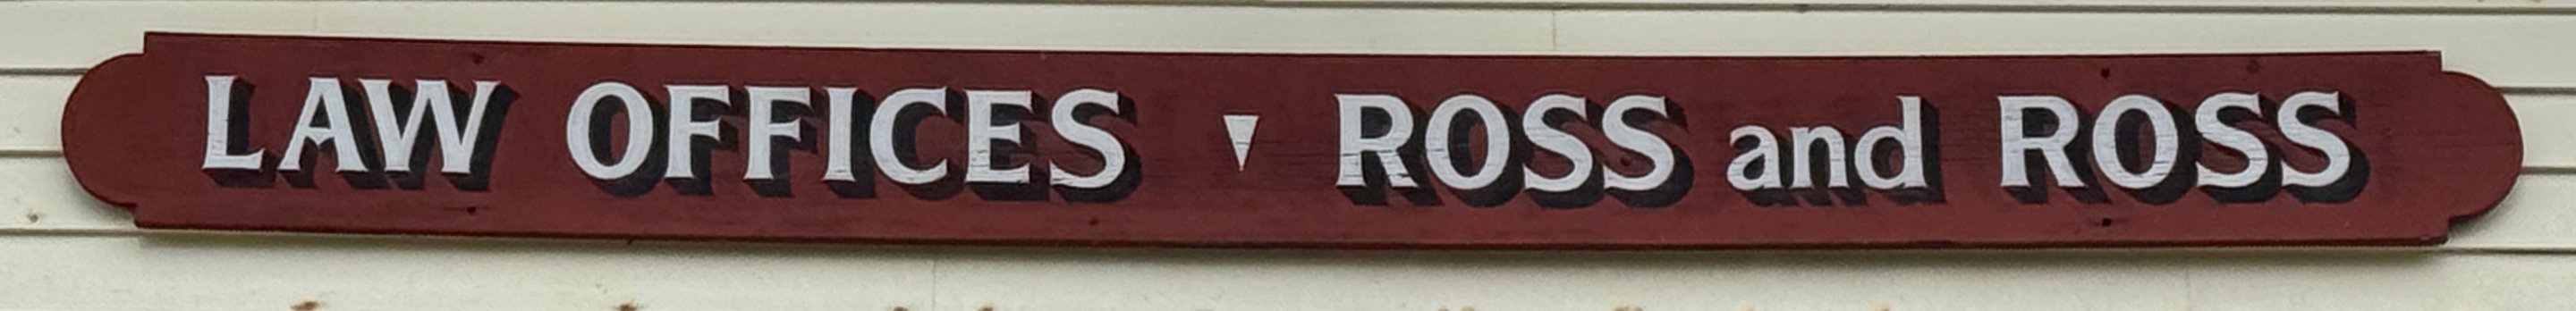 LAW OFFICES ▾ ROSS and ROSS